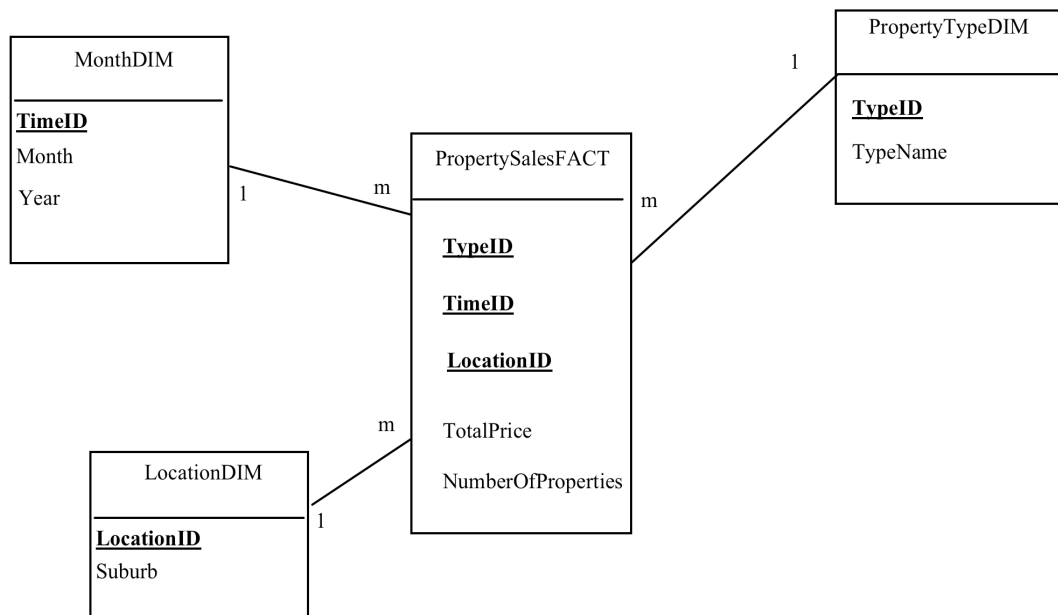 MonthDIM
TimeID
Month
Year
1
m
PropertySalesFACT
TypeID
TimeID
LocationID
TotalPrice
NumberOfProperties
PropertyTypeDIM
TypeID
TypeName
1
m
LocationDIM
LocationID
Suburb
1
m